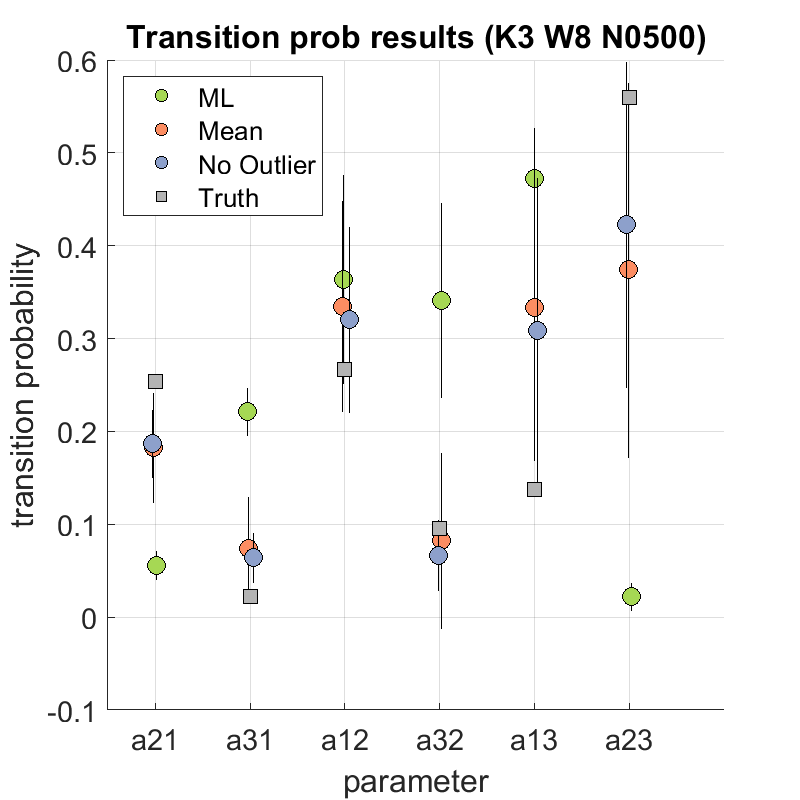 Transition prob results (K3 W8 N0500)
0.6
ML
Mean
No Outlier
Truth
0.5
0.4
0.3
0.2
0.1
0
-0.1
transition probability
a21 a31 a12 a32 a13 a23
parameter